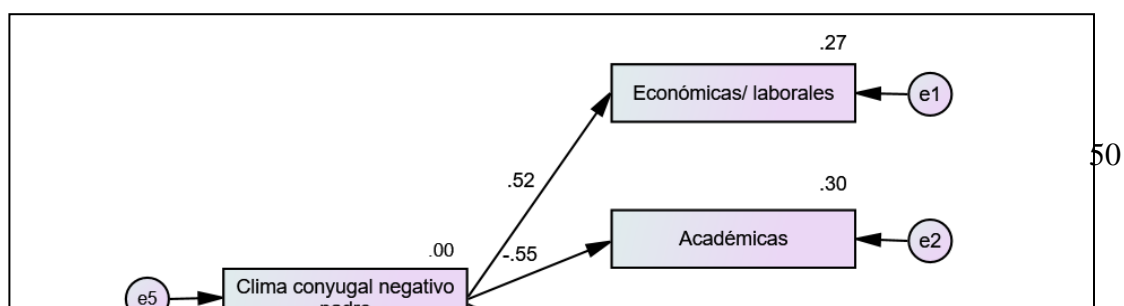 .27
Económicas/ laborales
e1
50
.52
.30
Académicas
e2
-.55
.00
Clima conyugal negativo
e5